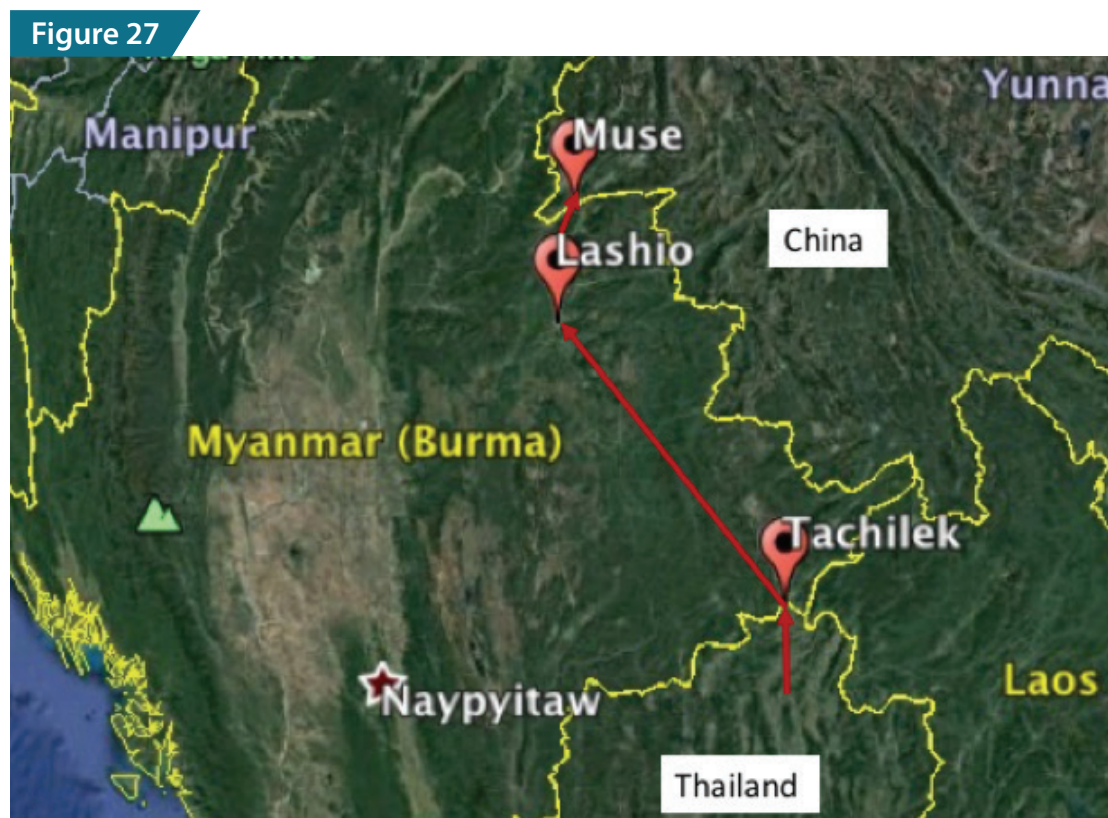 Figure 27
Manipur
Muse
Yunna
China
Lashio
Myanmar (Burma)
Tachilek
Naypyitaw
Laos
Thailand